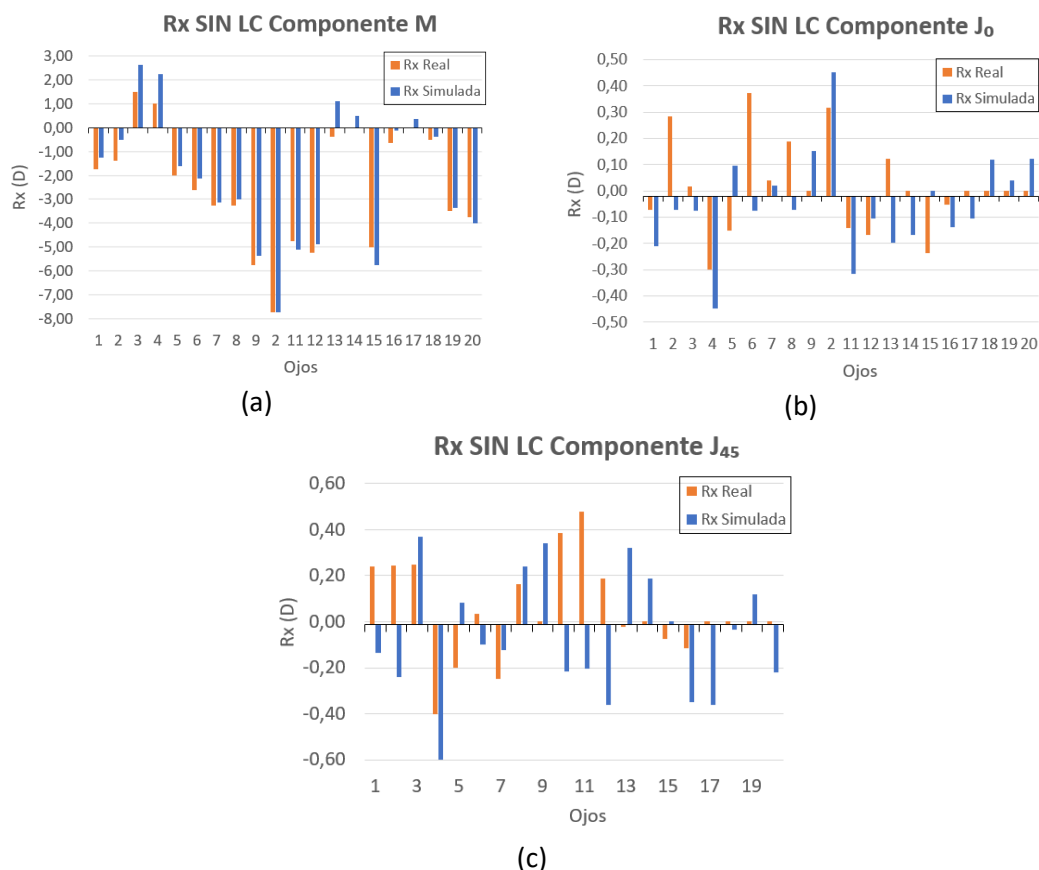 Rx SIN LC Componente M
3,00
2,00
1,00
0,00
-1,00
-2,00
-3,00
-4,00
-5,00
-6,00
-7,00
-8,00
Rx (D)
Rx Real
Rx Simulada
1 2 3 4 5 6 7 8 9 2 11 12 13 14 15 16 17 18 19 20
Ojos
(a)
Rx SIN LC Componente J₀
0,50
0,40
0,30
0,20
0,10
0,00
-0,10
-0,20
-0,30
-0,40
-0,50
Rx (D)
Rx Real
Rx Simulada
1 2 3 4 5 6 7 8 9 2 11 12 13 14 15 16 17 18 19 20
Ojos
(b)
Rx SIN LC Componente J₄₅
0,60
0,40
0,20
0,00
-0,20
-0,40
-0,60
Rx (D)
Rx Real
Rx Simulada
1 3 5 7 9 11 13 15 17 19
Ojos
(c)